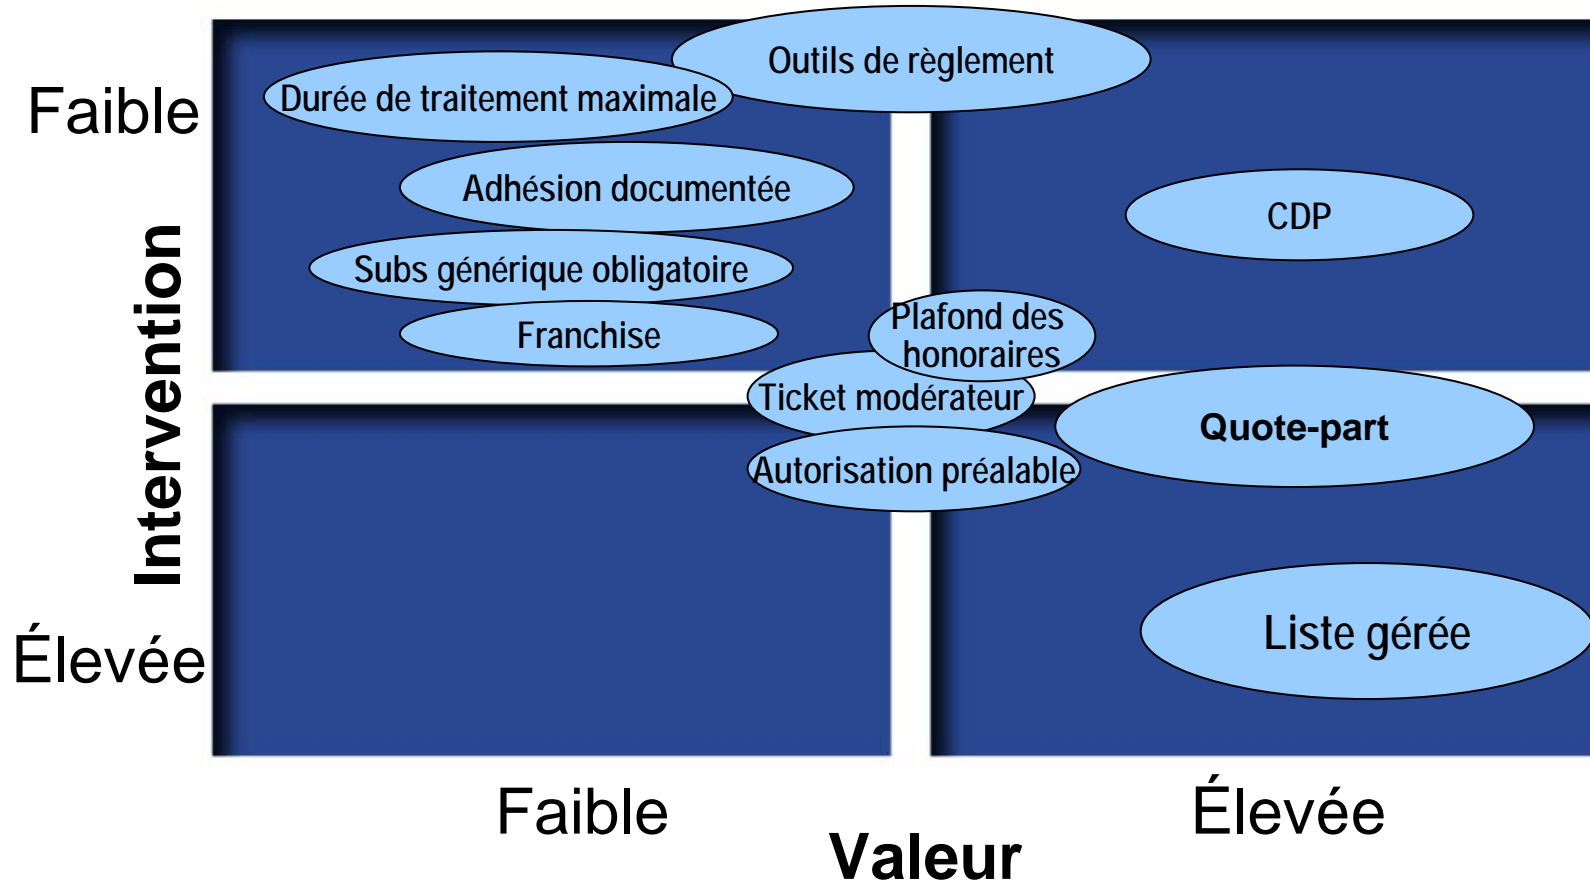 Outils de règlement
Faible
Durée de traitement maximale
Adhésion documentée
CDP
Subs générique obligatoire
Franchise
Plafond des
honoraires
Ticket modérateur
Quote-part
Autorisation préalable
Intervention
Liste gérée
Élevée
Faible
Élevée
Valeur